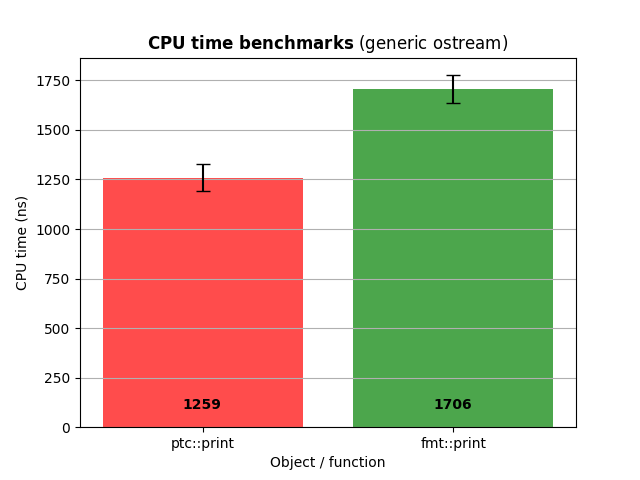 CPU time benchmarks (generic ostream)
CPU time (ns)
1750
1500
1250
1000
750
500
250
0
1259
1706
ptc::print
fmt::print
Object / function